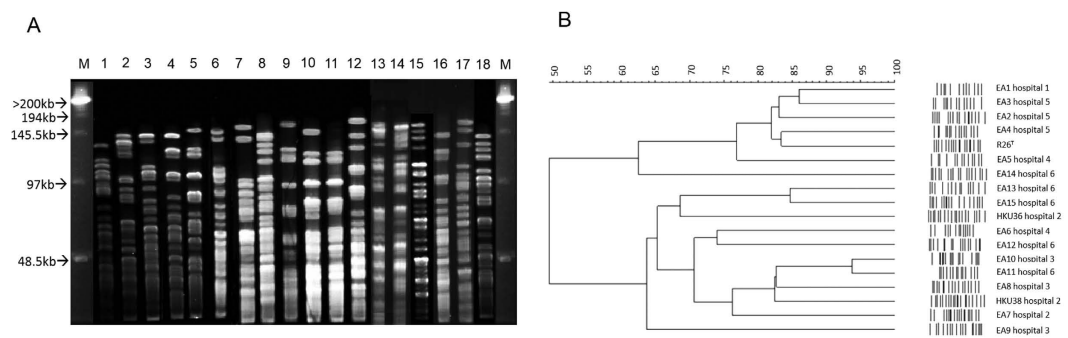 A
M 1 2 3 4 5 6 7 8 9 10 11 12 13 14 15 16 17 18 M
>200kb
194kb
145.5kb
97kb
48.5kb
B
50 55 60 65 70 75 80 85 90 95 100
EA1 hospital 1
EA3 hospital 5
EA2 hospital 5
EA4 hospital 5
R26ᵀ
EA5 hospital 4
EA14 hospital 6
EA13 hospital 6
EA15 hospital 6
HKU36 hospital 2
EA6 hospital 4
EA12 hospital 6
EA10 hospital 3
EA11 hospital 6
EA8 hospital 3
HKU38 hospital 2
EA7 hospital 2
EA9 hospital 3